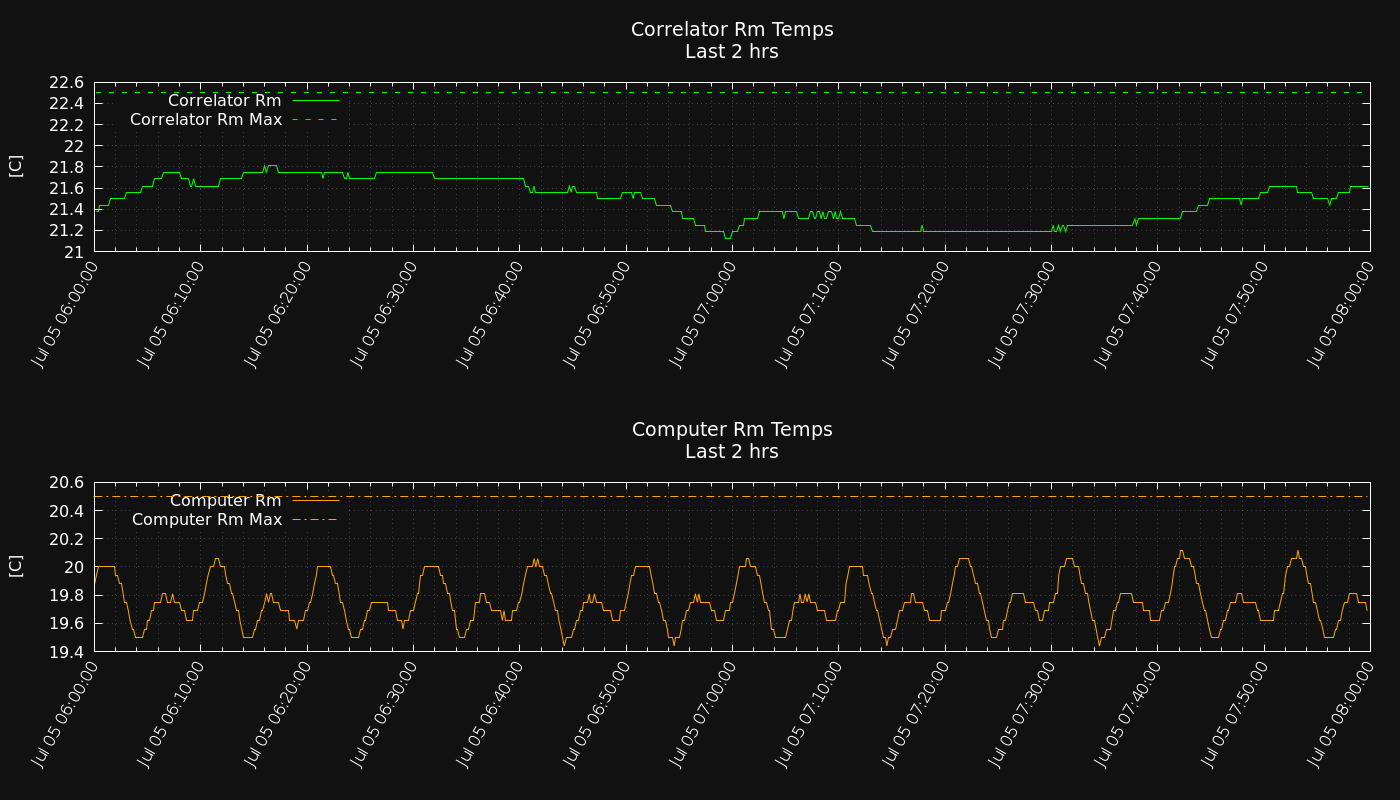 Correlator Rm Temps
Last 2 hrs
[C]
22.6
22.4
22.2
22
21.8
21.6
21.4
21.2
21
Correlator Rm
Correlator Rm Max
Jul 05 06:00:00
Jul 05 06:10:00
Jul 05 06:20:00
Jul 05 06:30:00
Jul 05 06:40:00
Jul 05 06:50:00
Jul 05 07:00:00
Jul 05 07:10:00
Jul 05 07:20:00
Jul 05 07:30:00
Jul 05 07:40:00
Jul 05 07:50:00
Jul 05 08:00:00
Computer Rm Temps
Last 2 hrs
[C]
20.6
20.4
20.2
20
19.8
19.6
19.4
Computer Rm
Computer Rm Max
Jul 05 06:00:00
Jul 05 06:10:00
Jul 05 06:20:00
Jul 05 06:30:00
Jul 05 06:40:00
Jul 05 06:50:00
Jul 05 07:00:00
Jul 05 07:10:00
Jul 05 07:20:00
Jul 05 07:30:00
Jul 05 07:40:00
Jul 05 07:50:00
Jul 05 08:00:00